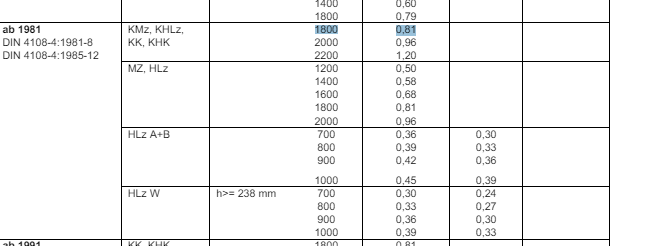 1400 0,60
1800 0,79
ab 1981 KMz, KHLz, 1800 0,81
DIN 4108-4:1981-8 KK, KHK 2000 0,96
DIN 4108-4:1985-12 2200 1,20
MZ, HLz 1200 0,50
1400 0,58
1600 0,68
1800 0,81
2000 0,96
HLz A+B 700 0,36 0,30
800 0,39 0,33
900 0,42 0,36
1000 0,45 0,39
HLz W h>= 238 mm 700 0,30 0,24
800 0,33 0,27
900 0,36 0,30
1000 0,39 0,33
ab 1991 KK, KHK 1800 0,81